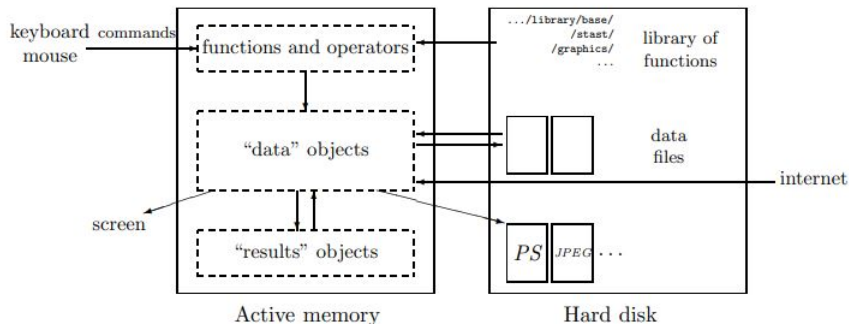 keyboard
mouse
commands
functions and operators
.../library/base/
/stast/
/graphics/
...
library of
functions
"data" objects
data
files
internet
screen
"results" objects
PS
JPEG
...
Active memory
Hard disk